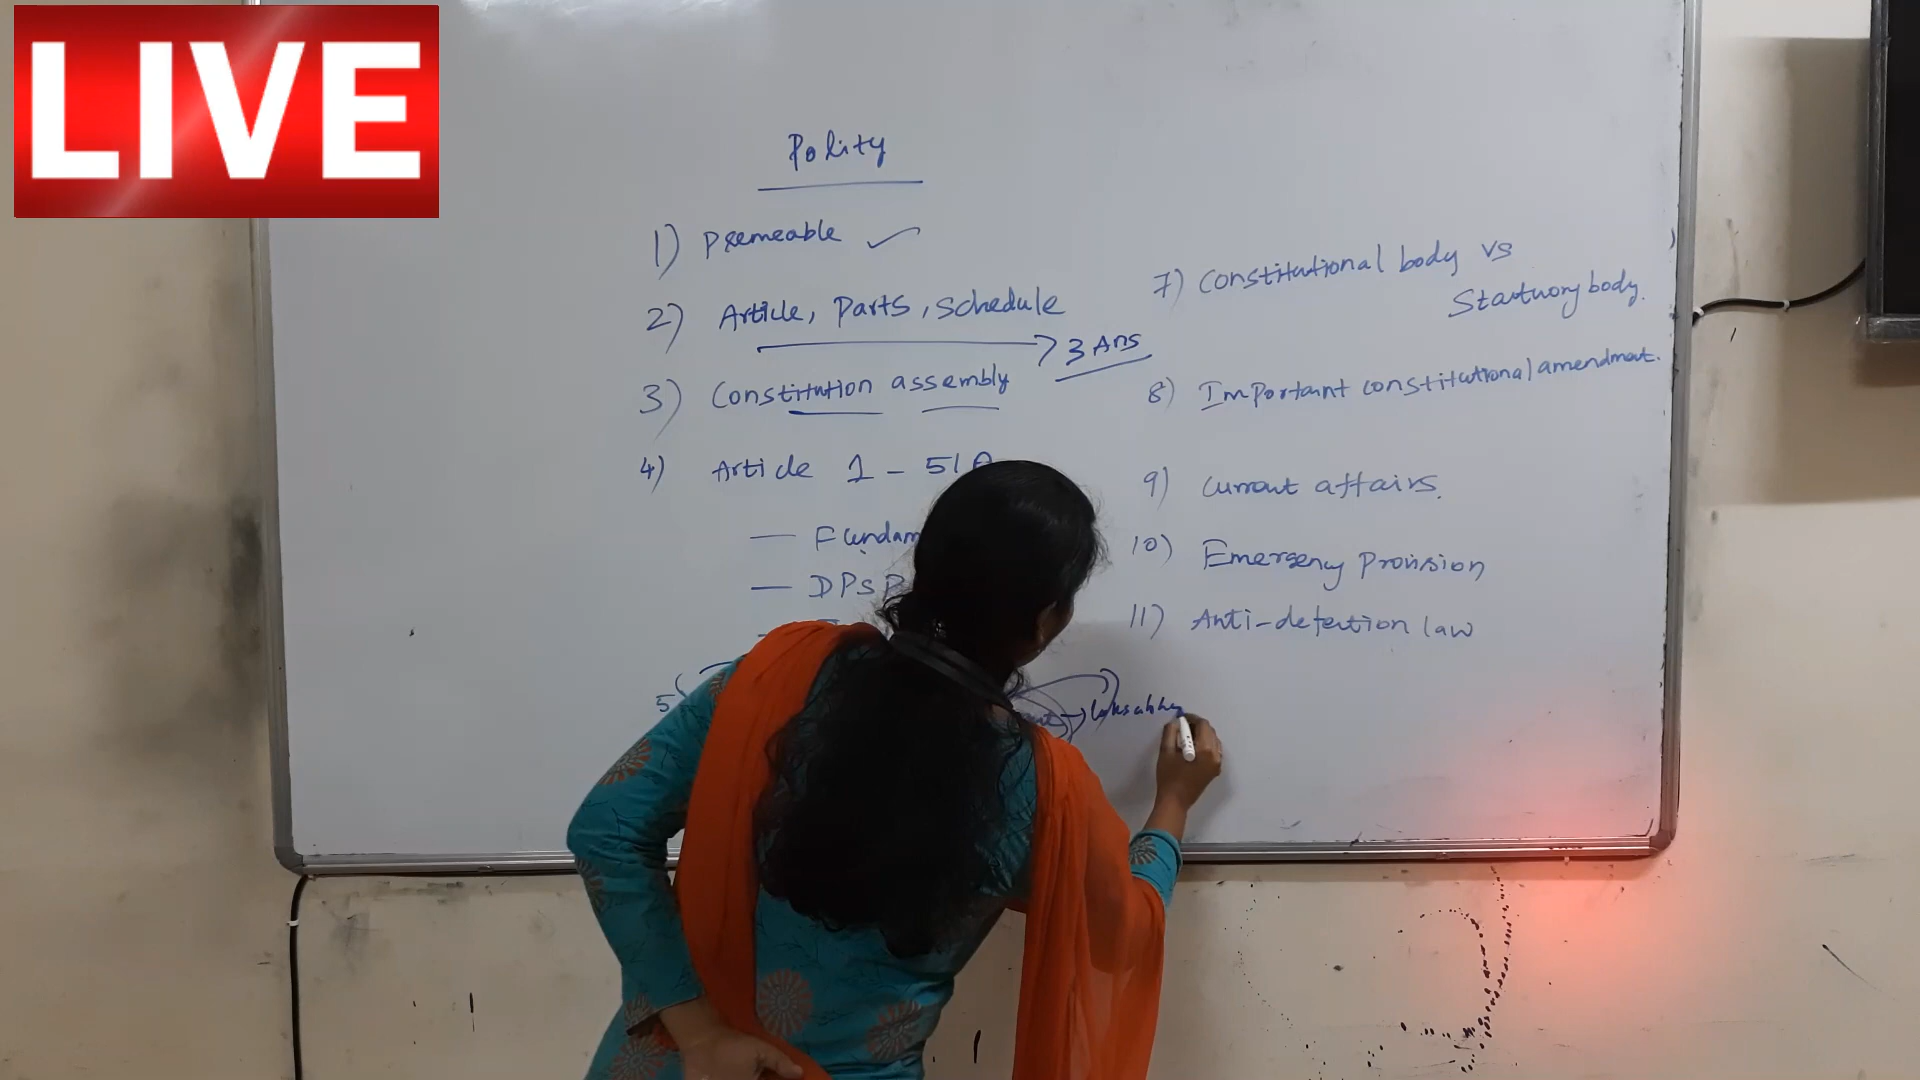 LIVE
Polity
1) Premeable ✓
2) Article, Parts, Schedule
3 Ans
3) Constitution assembly
4) Article 1 - 51A
— Fundam
— DPSP
5
7) Constitutional body vs
Startuory body.
8) Important constitutional amendment.
9) Current affairs.
10) Emergency Provision
11) Anti-defection law